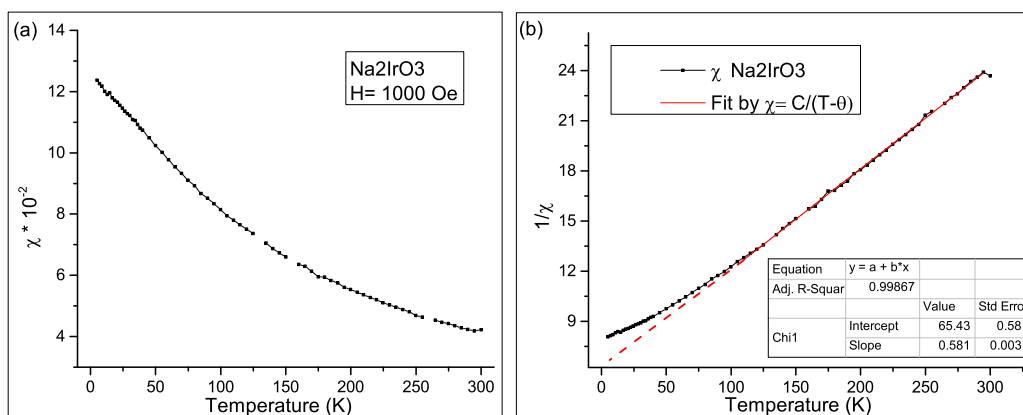 (a)
14
12
10
8
6
4
χ * 10-2
0 50 100 150 200 250 300
Temperature (K)
Na2IrO3
H= 1000 Oe
(b)
24
21
18
15
12
9
1/χ
0 50 100 150 200 250 300
Temperature (K)
χ Na2IrO3
Fit by χ= C/(T-θ)
Equation y = a + b*x
Adj. R-Squar 0.99867
Value Std Erro
Chi1 Intercept 65.43 0.58
Slope 0.581 0.003